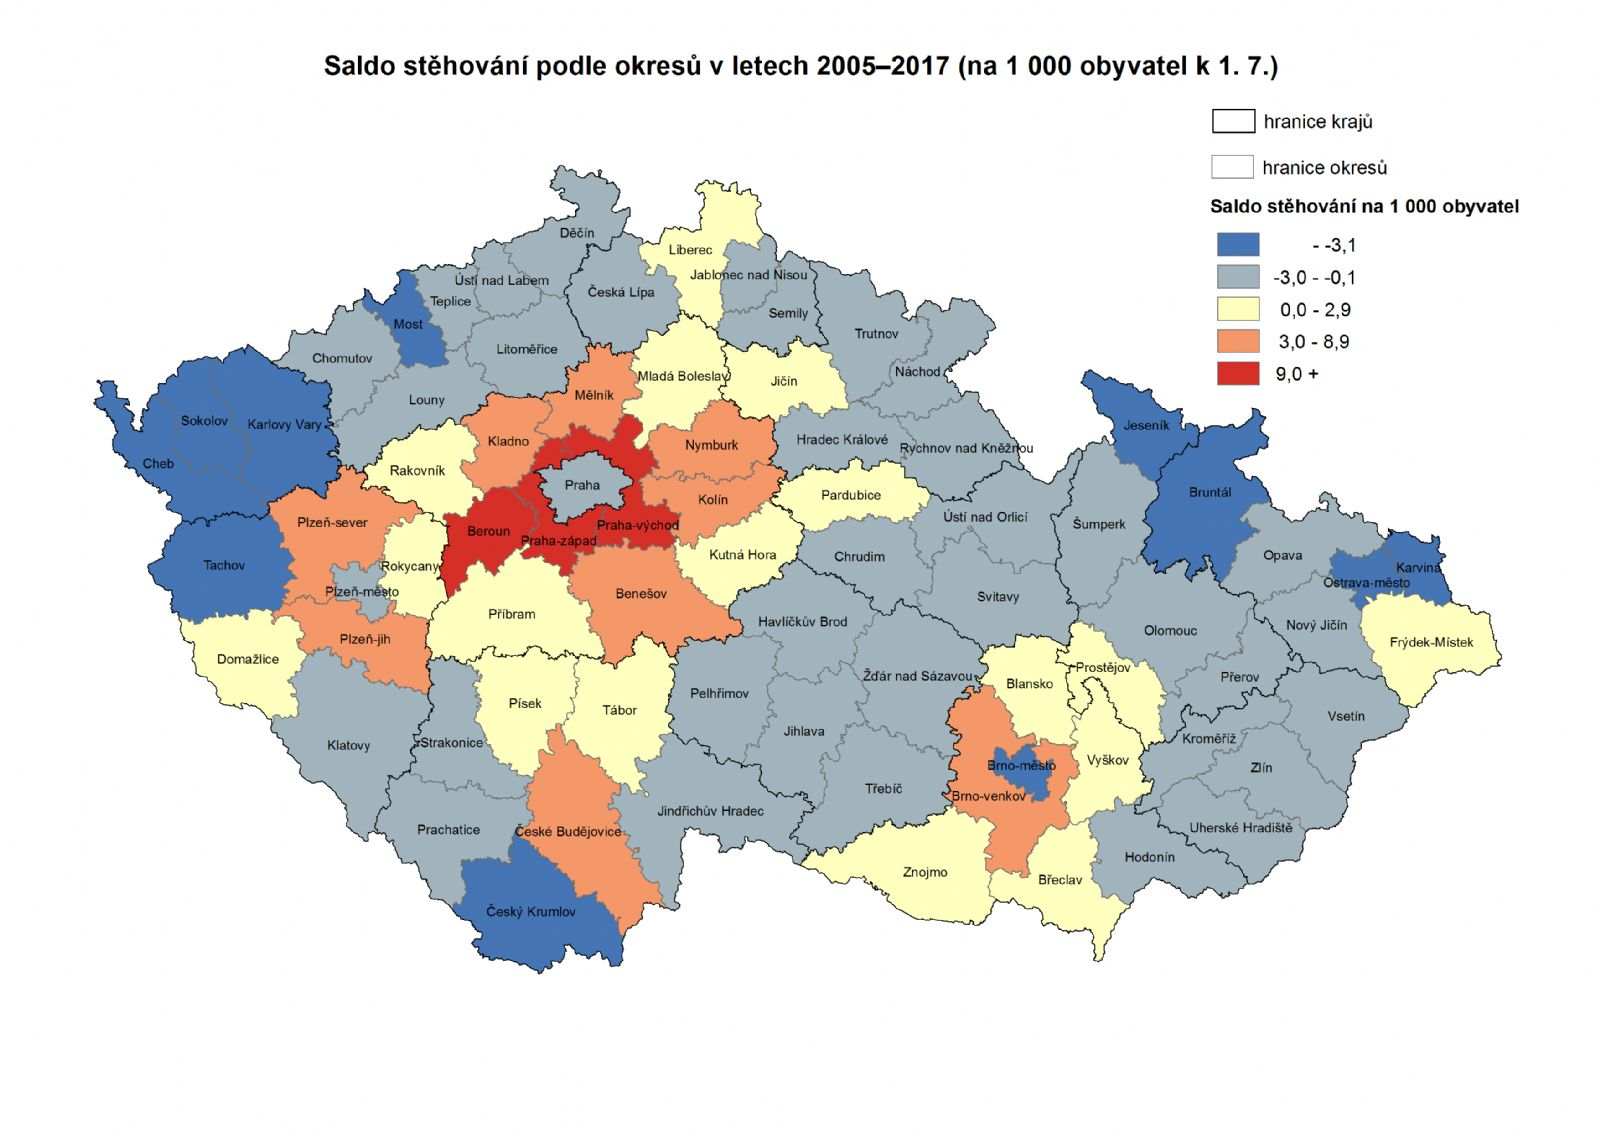 Saldo stěhování podle okresů v letech 2005–2017 (na 1 000 obyvatel k 1. 7.)
hranice krajů
hranice okresů
Saldo stěhování na 1 000 obyvatel
- -3,1
-3,0 - -0,1
0,0 - 2,9
3,0 - 8,9
9,0 +
Děčín
Liberec
Ústí nad Labem
Jablonec nad Nisou
Teplice
Česká Lípa
Semily
Most
Trutnov
Litoměřice
Chomutov
Náchod
Mladá Boleslav
Jičín
Mělník
Louny
Sokolov
Karlovy Vary
Jeseník
Kladno
Nymburk
Hradec Králové
Rychnov nad Kněžnou
Cheb
Rakovník
Praha
Pardubice
Bruntál
Kolín
Plzeň-sever
Ústí nad Orlicí
Šumperk
Beroun
Praha-východ
Praha-západ
Kutná Hora
Chrudim
Opava
Karviná
Tachov
Rokycany
Ostrava-město
Plzeň-město
Benešov
Svitavy
Příbram
Havlíčkův Brod
Olomouc
Nový Jičín
Plzeň-jih
Frýdek-Místek
Domažlice
Prostějov
Žďár nad Sázavou
Přerov
Blansko
Pelhřimov
Písek
Tábor
Vsetín
Jihlava
Kroměříž
Klatovy
Strakonice
Vyškov
Brno-město
Zlín
Třebíč
Brno-venkov
Jindřichův Hradec
Prachatice
České Budějovice
Uherské Hradiště
Hodonín
Znojmo
Břeclav
Český Krumlov